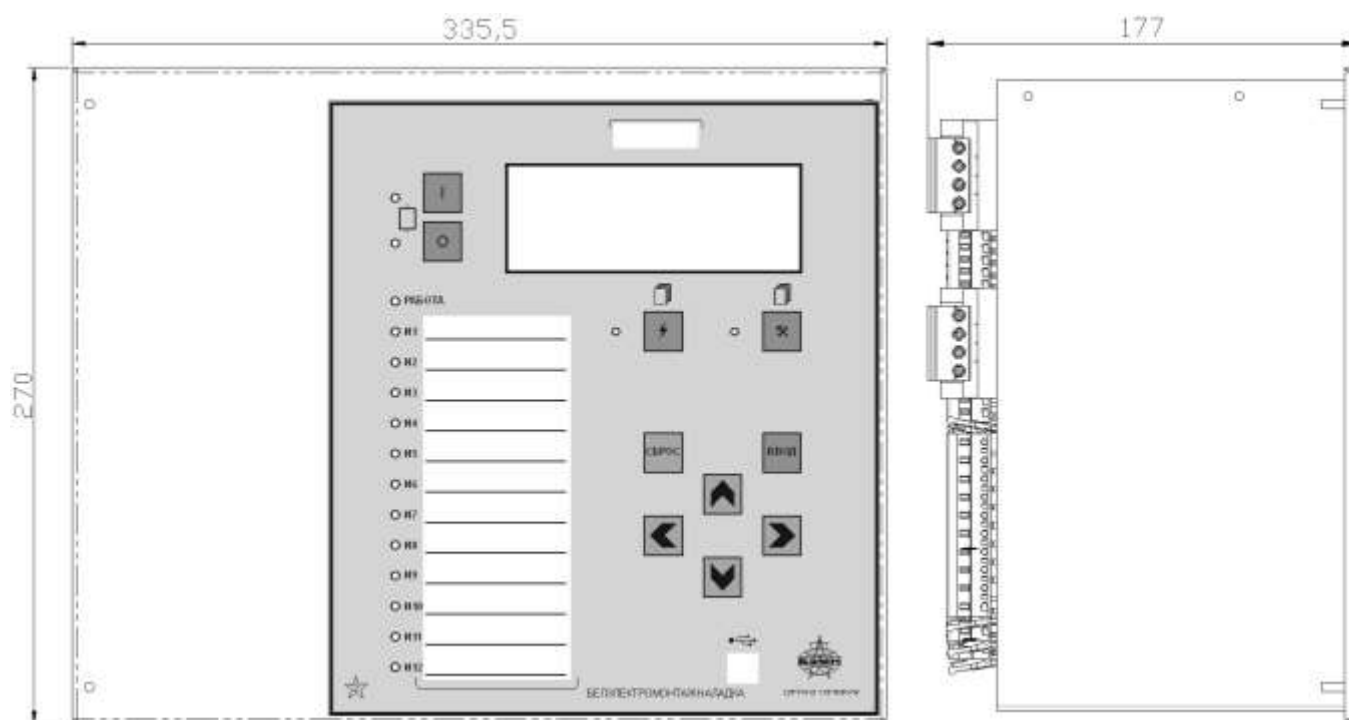 335,5
177
270
I
O
РАБОТА
И1
И2
И3
И4
И5
И6
И7
И8
И9
И10
И11
И12
СБРОС
ВВОД
БЕЛЭЛЕКТРОМОНТАЖНАЛАДКА